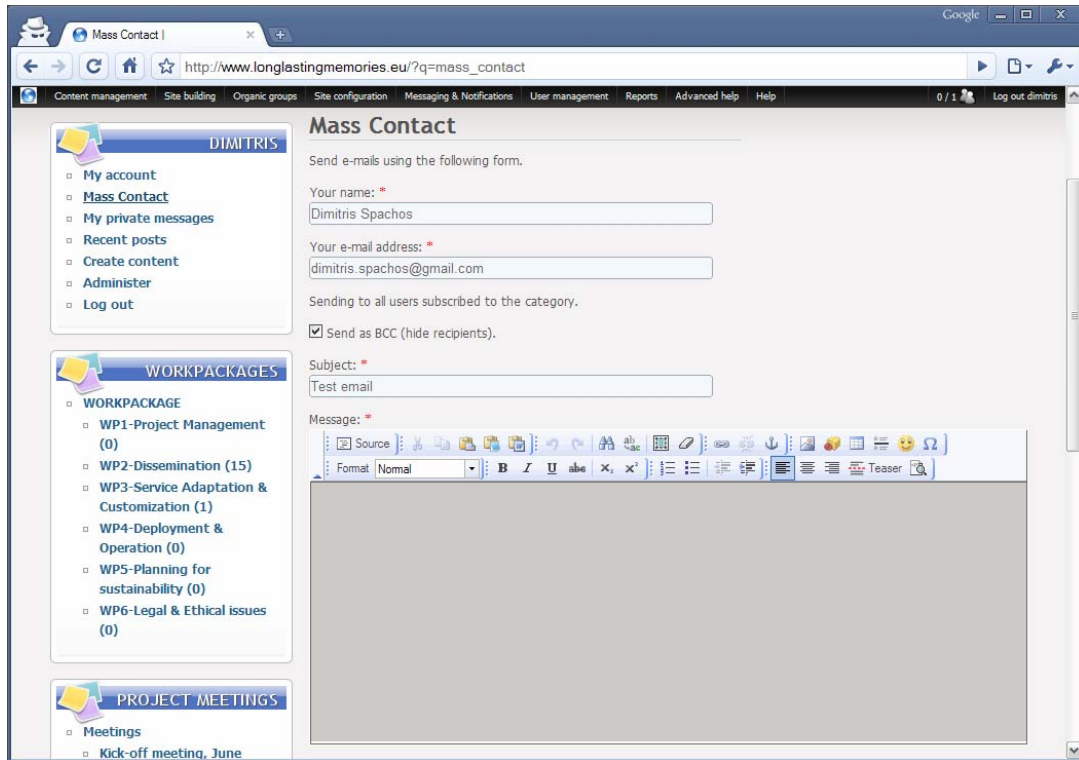 Google
Mass Contact |
http://www.longlastingmemories.eu/?q=mass_contact
Content management Site building Organic groups Site configuration Messaging & Notifications User management Reports Advanced help Help 0 / 1 Log out dimitris
DIMITRIS
My account
Mass Contact
My private messages
Recent posts
Create content
Administer
Log out
WORKPACKAGES
WORKPACKAGE
WP1-Project Management
(0)
WP2-Dissemination (15)
WP3-Service Adaptation &
Customization (1)
WP4-Deployment &
Operation (0)
WP5-Planning for
sustainability (0)
WP6-Legal & Ethical issues
(0)
PROJECT MEETINGS
Meetings
Kick-off meeting, June
Mass Contact
Send e-mails using the following form.
Your name: *
Dimitris Spachos
Your e-mail address: *
dimitris.spachos@gmail.com
Sending to all users subscribed to the category.
Send as BCC (hide recipients).
Subject: *
Test email
Message: *
Source
Format Normal B I U abc X₂ X² Teaser